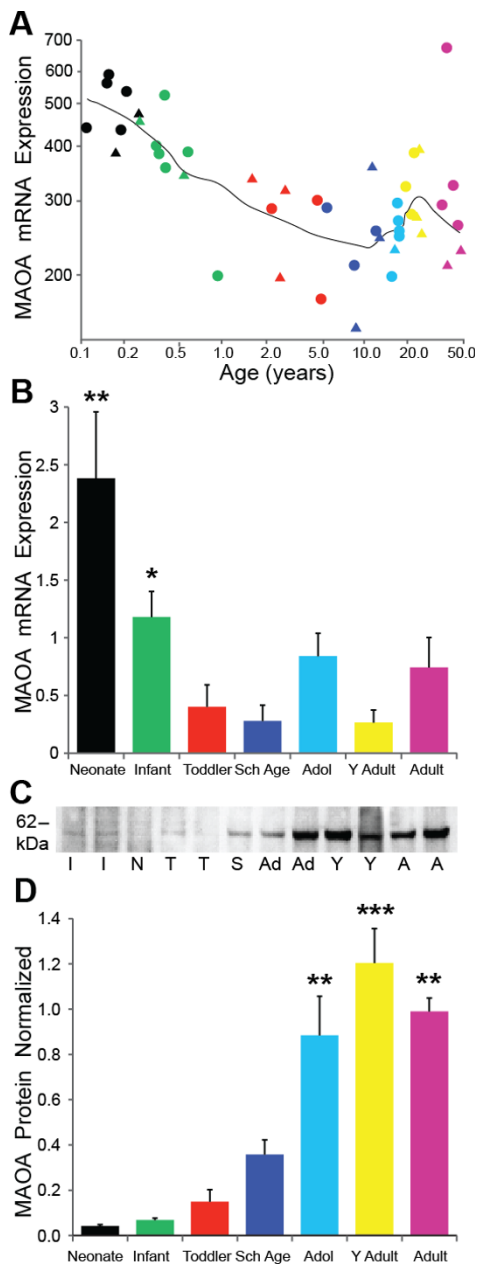 A
MAOA mRNA Expression
700
600
500
400
300
200
0.1 0.2 0.5 1.0 2.0 5.0 10.0 20.0 50.0
Age (years)
B
MAOA mRNA Expression
3
2.5
2
1.5
1
0.5
0
**
*
Neonate Infant Toddler Sch Age Adol Y Adult Adult
C
62–
kDa
I I N T T S Ad Ad Y Y A A
D
MAOA Protein Normalized
1.4
1.2
1.0
0.8
0.6
0.4
0.2
0.0
** *** **
Neonate Infant Toddler Sch Age Adol Y Adult Adult